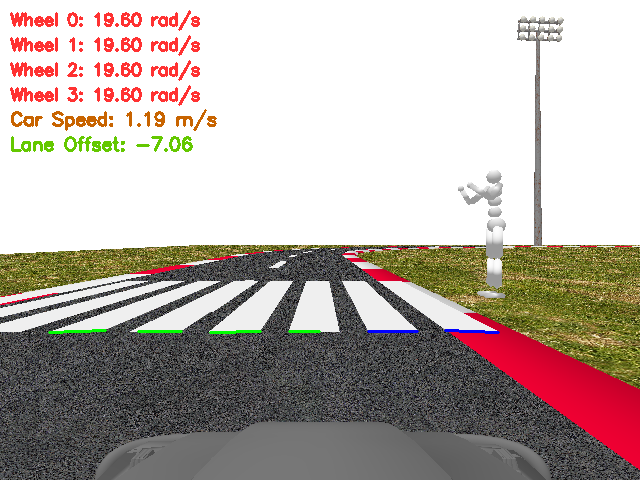 Wheel 0: 19.60 rad/s
Wheel 1: 19.60 rad/s
Wheel 2: 19.60 rad/s
Wheel 3: 19.60 rad/s
Car Speed: 1.19 m/s
Lane Offset: -7.06